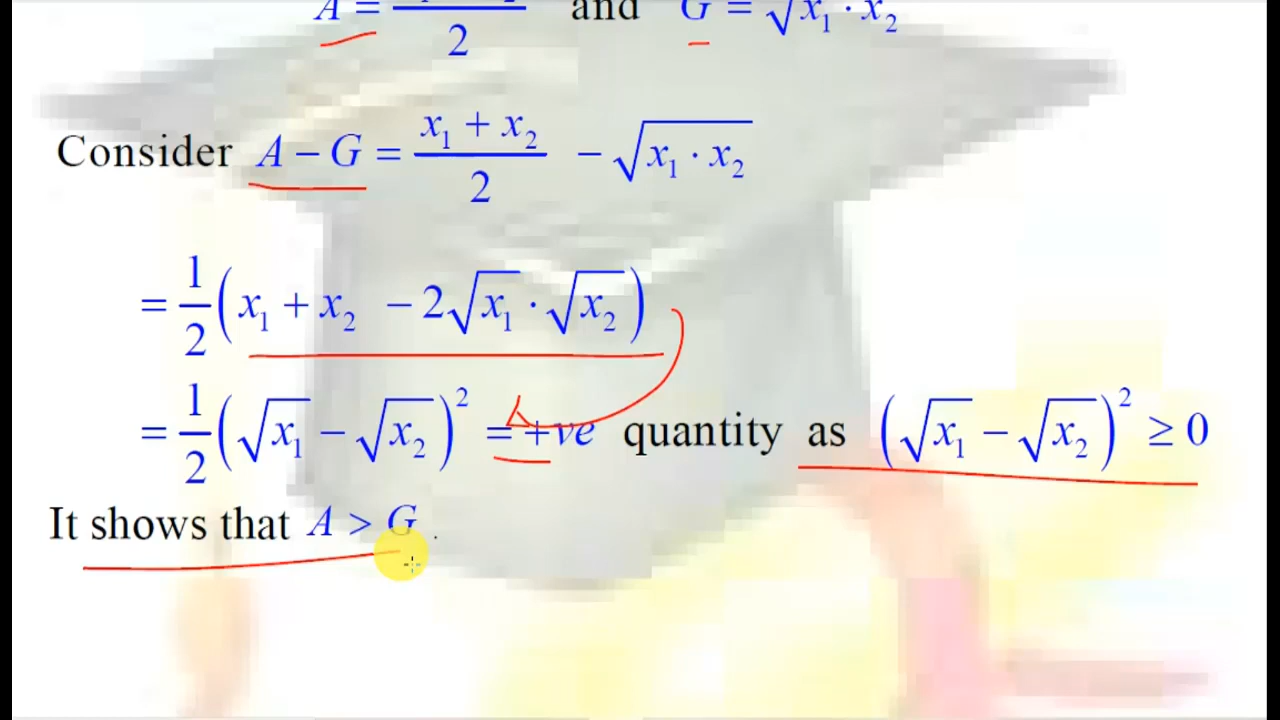 A = 2 and G = √x₁ · x₂
Consider A − G = (x₁ + x₂)/2 − √(x₁ · x₂)
= 1/2 (x₁ + x₂ − 2√x₁ · √x₂)
= 1/2 (√x₁ − √x₂)² = +ve quantity as (√x₁ − √x₂)² ≥ 0
It shows that A > G .